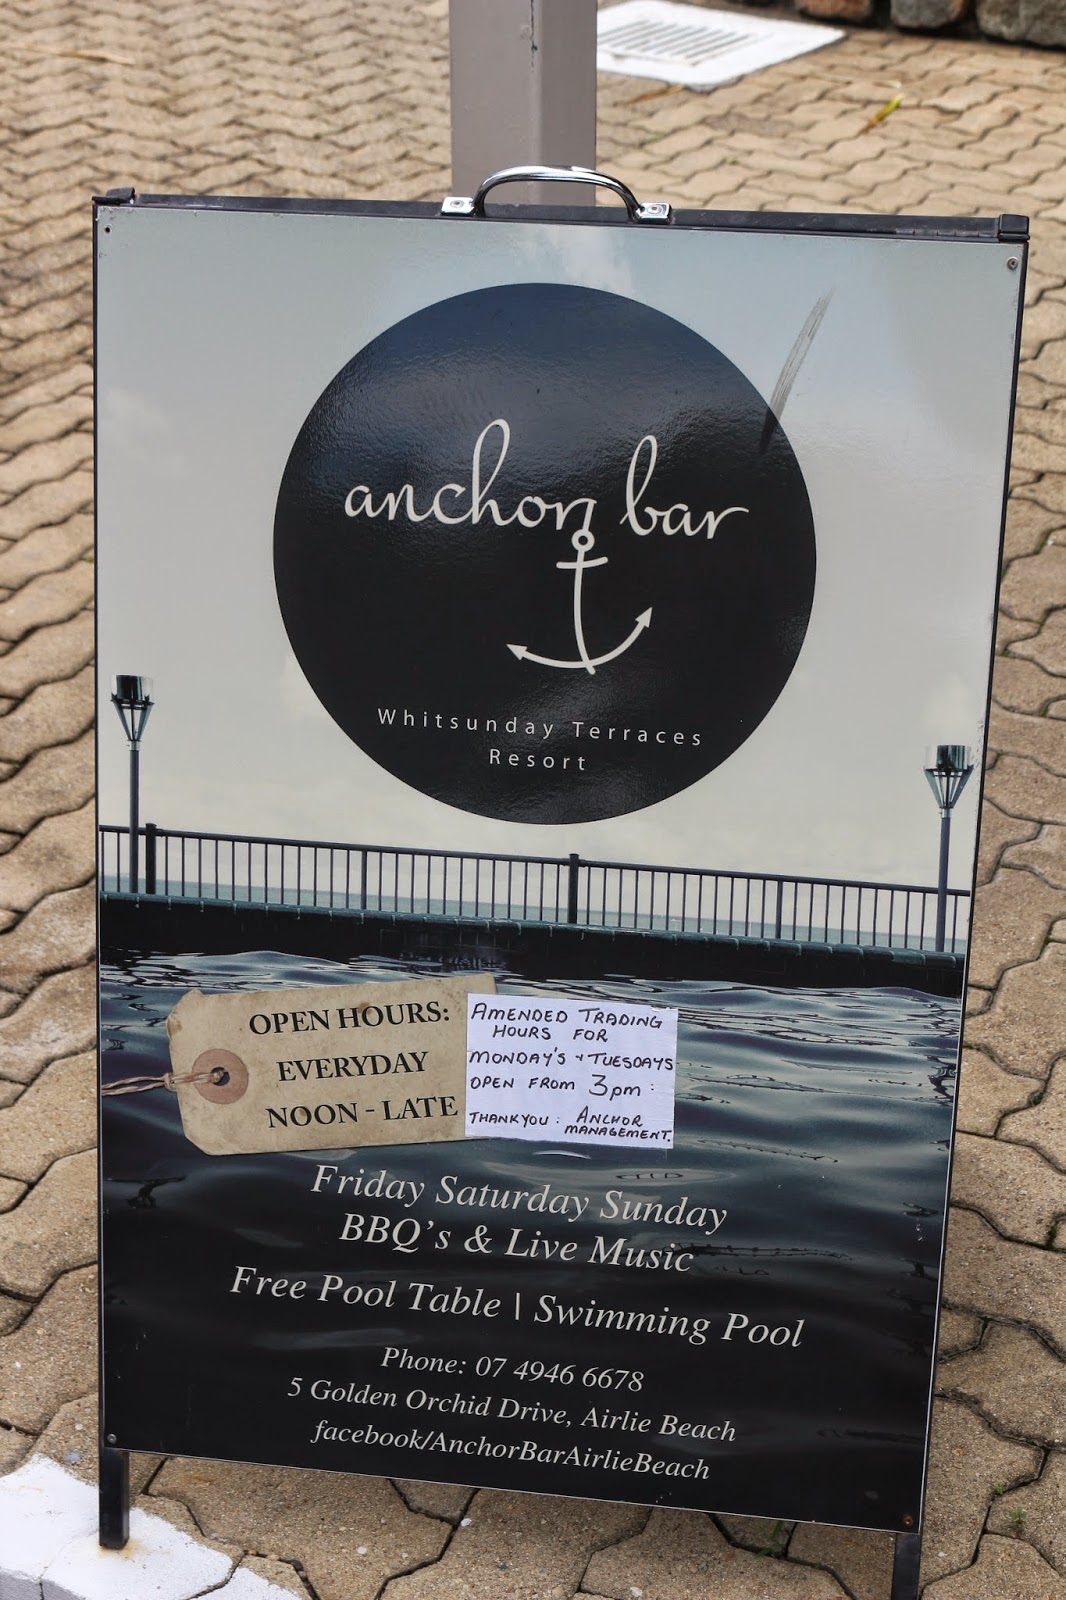 anchor bar
Whitsunday Terraces
Resort
OPEN HOURS:
EVERYDAY
NOON - LATE
AMENDED TRADING
HOURS FOR
MONDAY'S + TUESDAYS
OPEN FROM 3pm:
THANKYOU: ANCHOR
MANAGEMENT.
Friday Saturday Sunday
BBQ's & Live Music
Free Pool Table | Swimming Pool
Phone: 07 4946 6678
5 Golden Orchid Drive, Airlie Beach
facebook/AnchorBarAirlieBeach